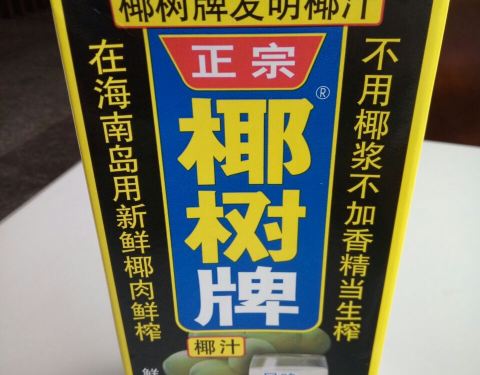 椰树牌发明椰汁
正宗
椰树牌
®
在海南岛用新鲜椰肉鲜榨
不用椰浆不加香精当生榨
椰汁
鲜